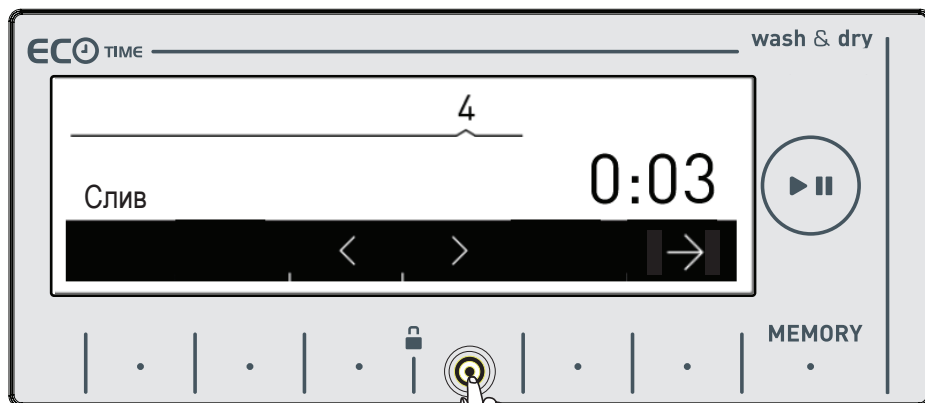 ECO TIME
wash & dry
4
0:03
Слив
MEMORY